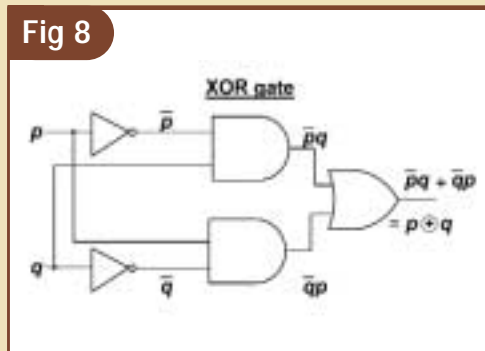 Fig 8
XOR gate
p
p̅
p̅q
p̅q + q̅p
= p ⊕ q
q
q̅
q̅p